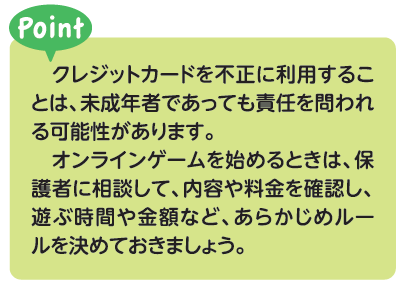 Point
　クレジットカードを不正に利用するこ
とは、未成年者であっても責任を問われ
る可能性があります。
　オンラインゲームを始めるときは、保
護者に相談して、内容や料金を確認し、
遊ぶ時間や金額など、あらかじめルー
ルを決めておきましょう。